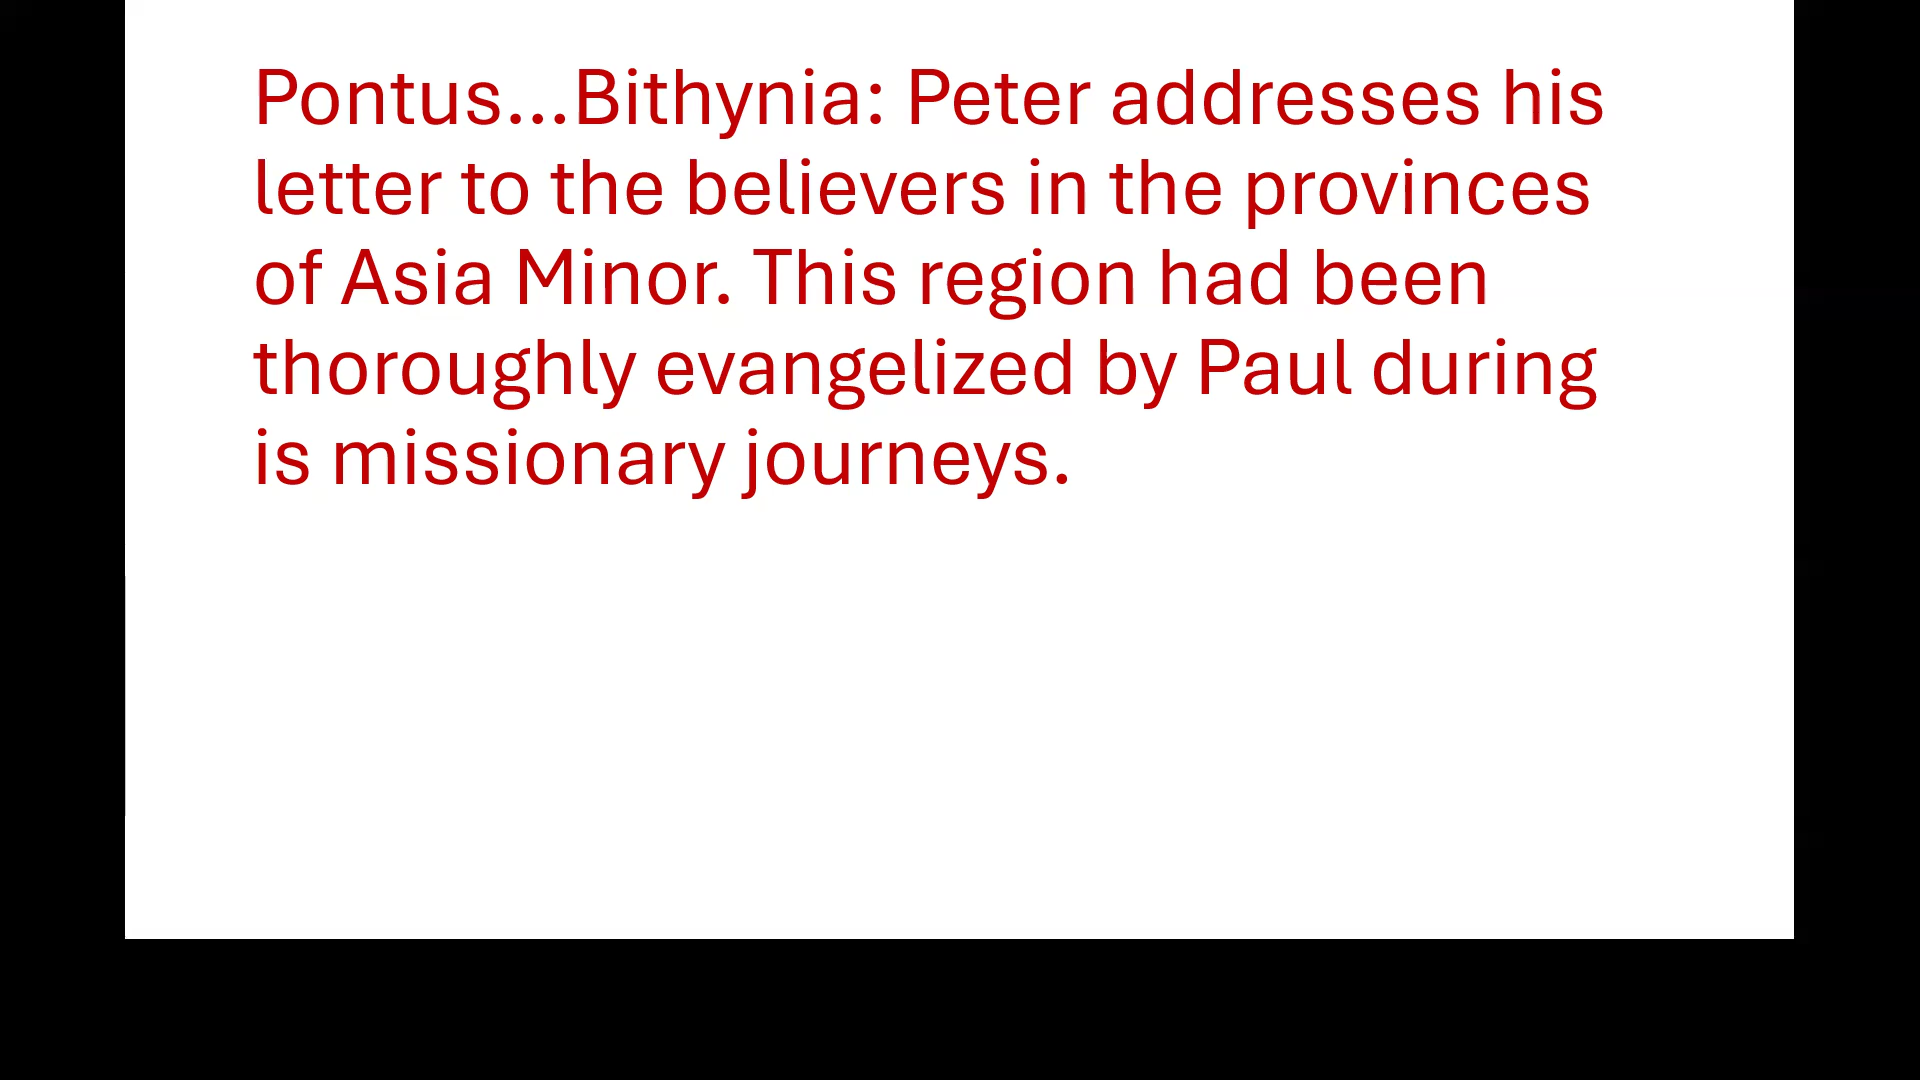 Pontus...Bithynia: Peter addresses his
letter to the believers in the provinces
of Asia Minor. This region had been
thoroughly evangelized by Paul during
is missionary journeys.